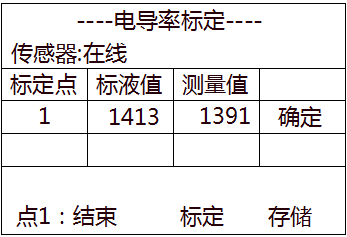 ----电导率标定----
传感器:在线
标定点 标液值 测量值
1 1413 1391 确定
点1：结束 标定 存储